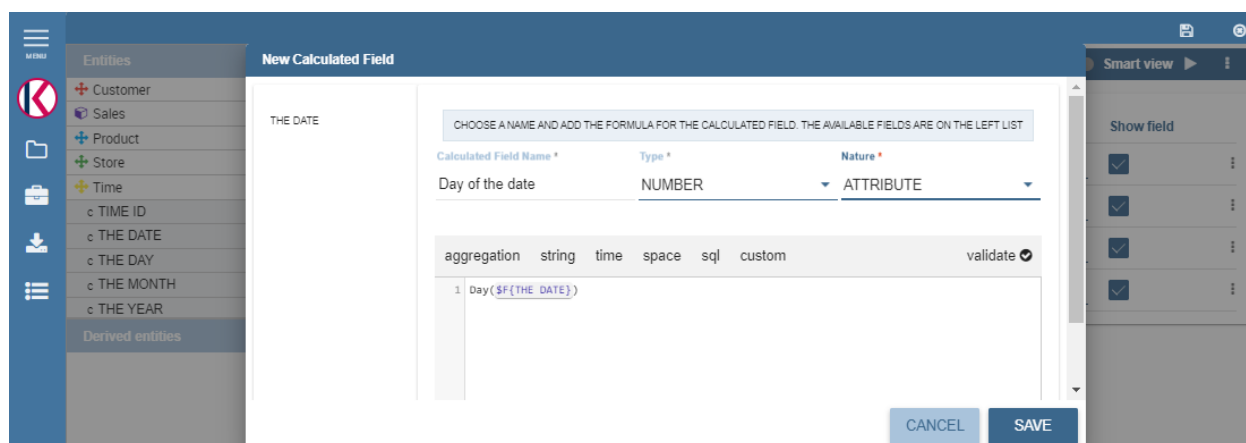 MENU
Entities
Customer
Sales
Product
Store
Time
c TIME ID
c THE DATE
c THE DAY
c THE MONTH
c THE YEAR
Derived entities
New Calculated Field
THE DATE
CHOOSE A NAME AND ADD THE FORMULA FOR THE CALCULATED FIELD. THE AVAILABLE FIELDS ARE ON THE LEFT LIST
Calculated Field Name * Type * Nature *
Day of the date NUMBER ATTRIBUTE
aggregation string time space sql custom validate
1 Day($F{THE DATE})
CANCEL SAVE
Smart view
Show field